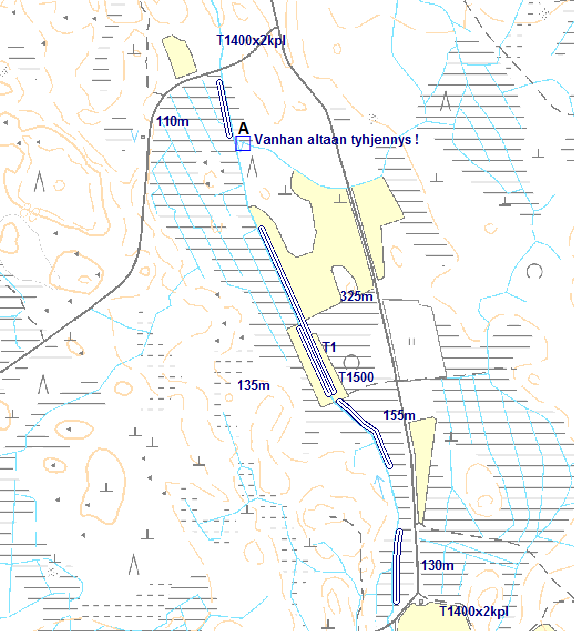 T1400x2kpl
110m
A
Vanhan altaan tyhjennys !
325m
T1
T1500
135m
155m
130m
T1400x2kpl